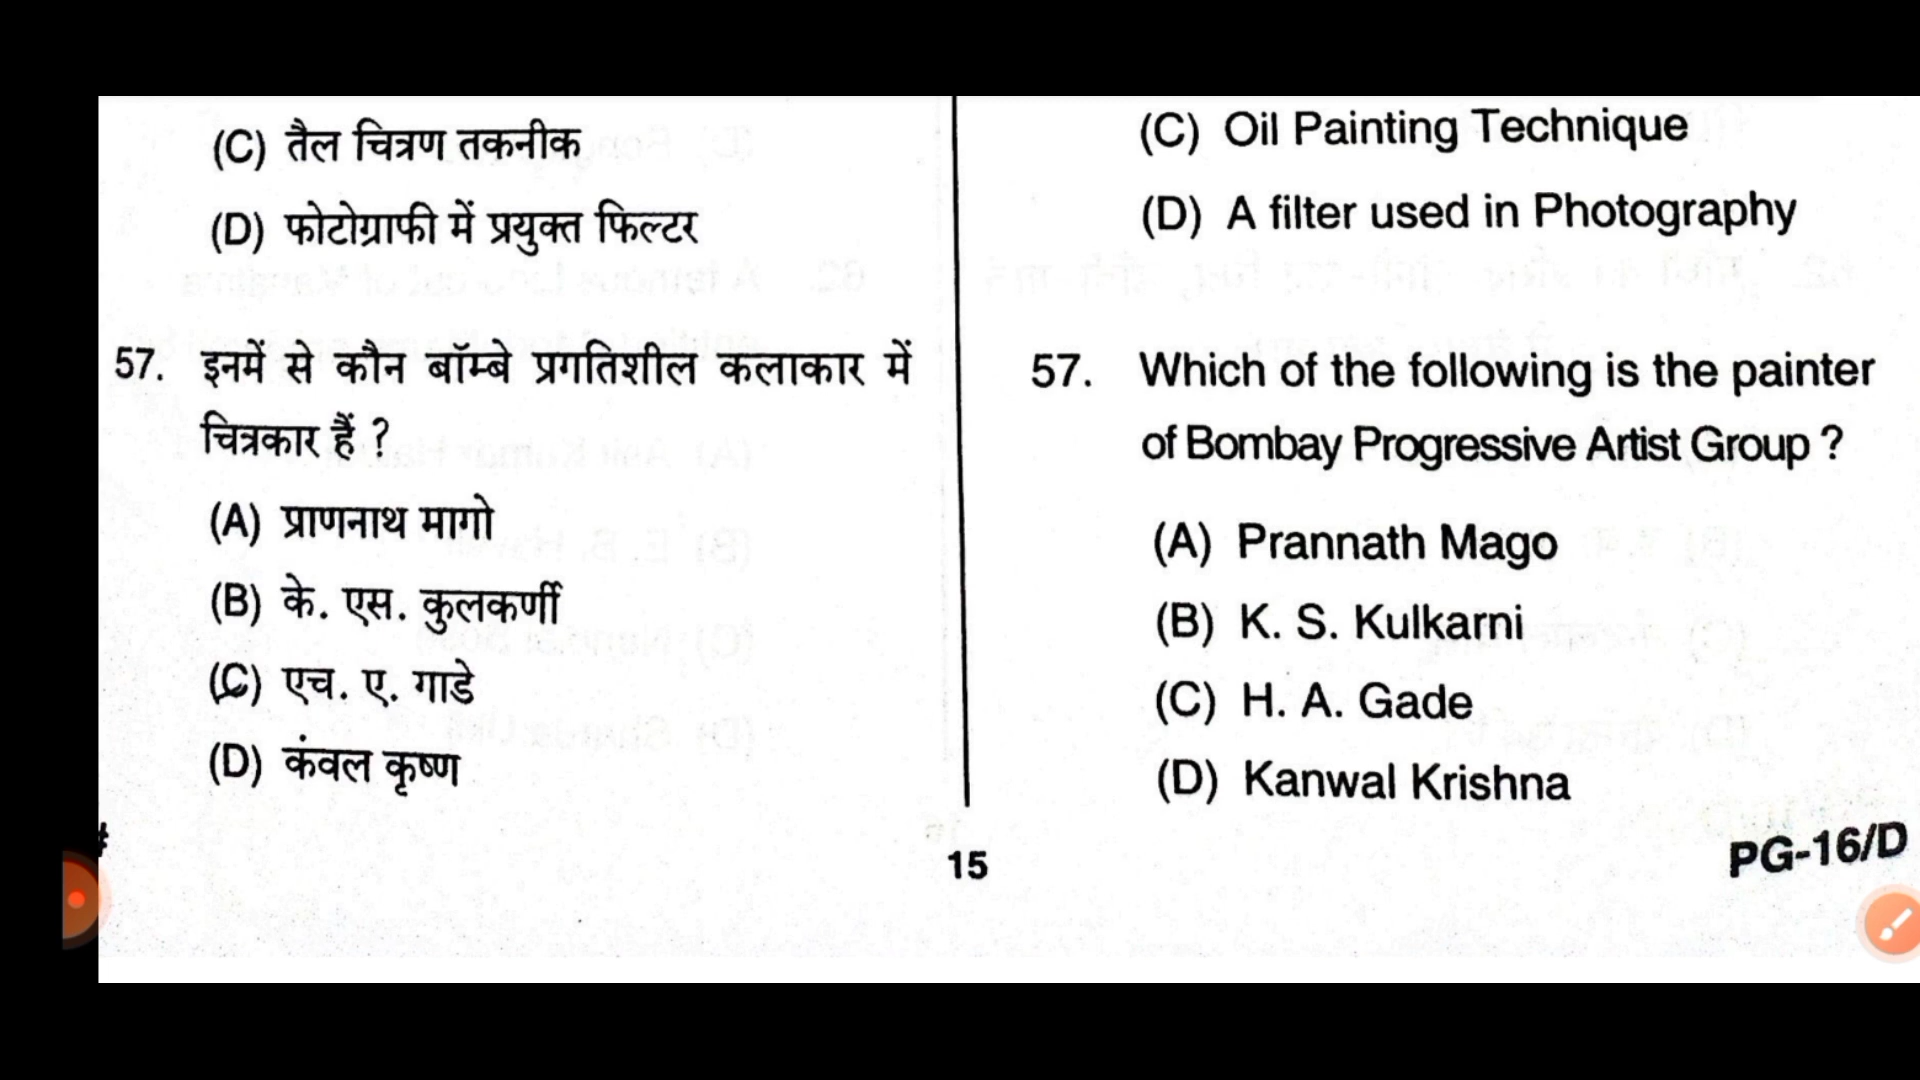 (C) तैल चित्रण तकनीक
(D) फोटोग्राफी में प्रयुक्त फिल्टर
57. इनमें से कौन बॉम्बे प्रगतिशील कलाकार में
चित्रकार हैं ?
(A) प्राणनाथ मागो
(B) के. एस. कुलकर्णी
(C) एच. ए. गाडे
(D) कंवल कृष्ण
(C) Oil Painting Technique
(D) A filter used in Photography
57. Which of the following is the painter
of Bombay Progressive Artist Group ?
(A) Prannath Mago
(B) K. S. Kulkarni
(C) H. A. Gade
(D) Kanwal Krishna
#
15
PG-16/D